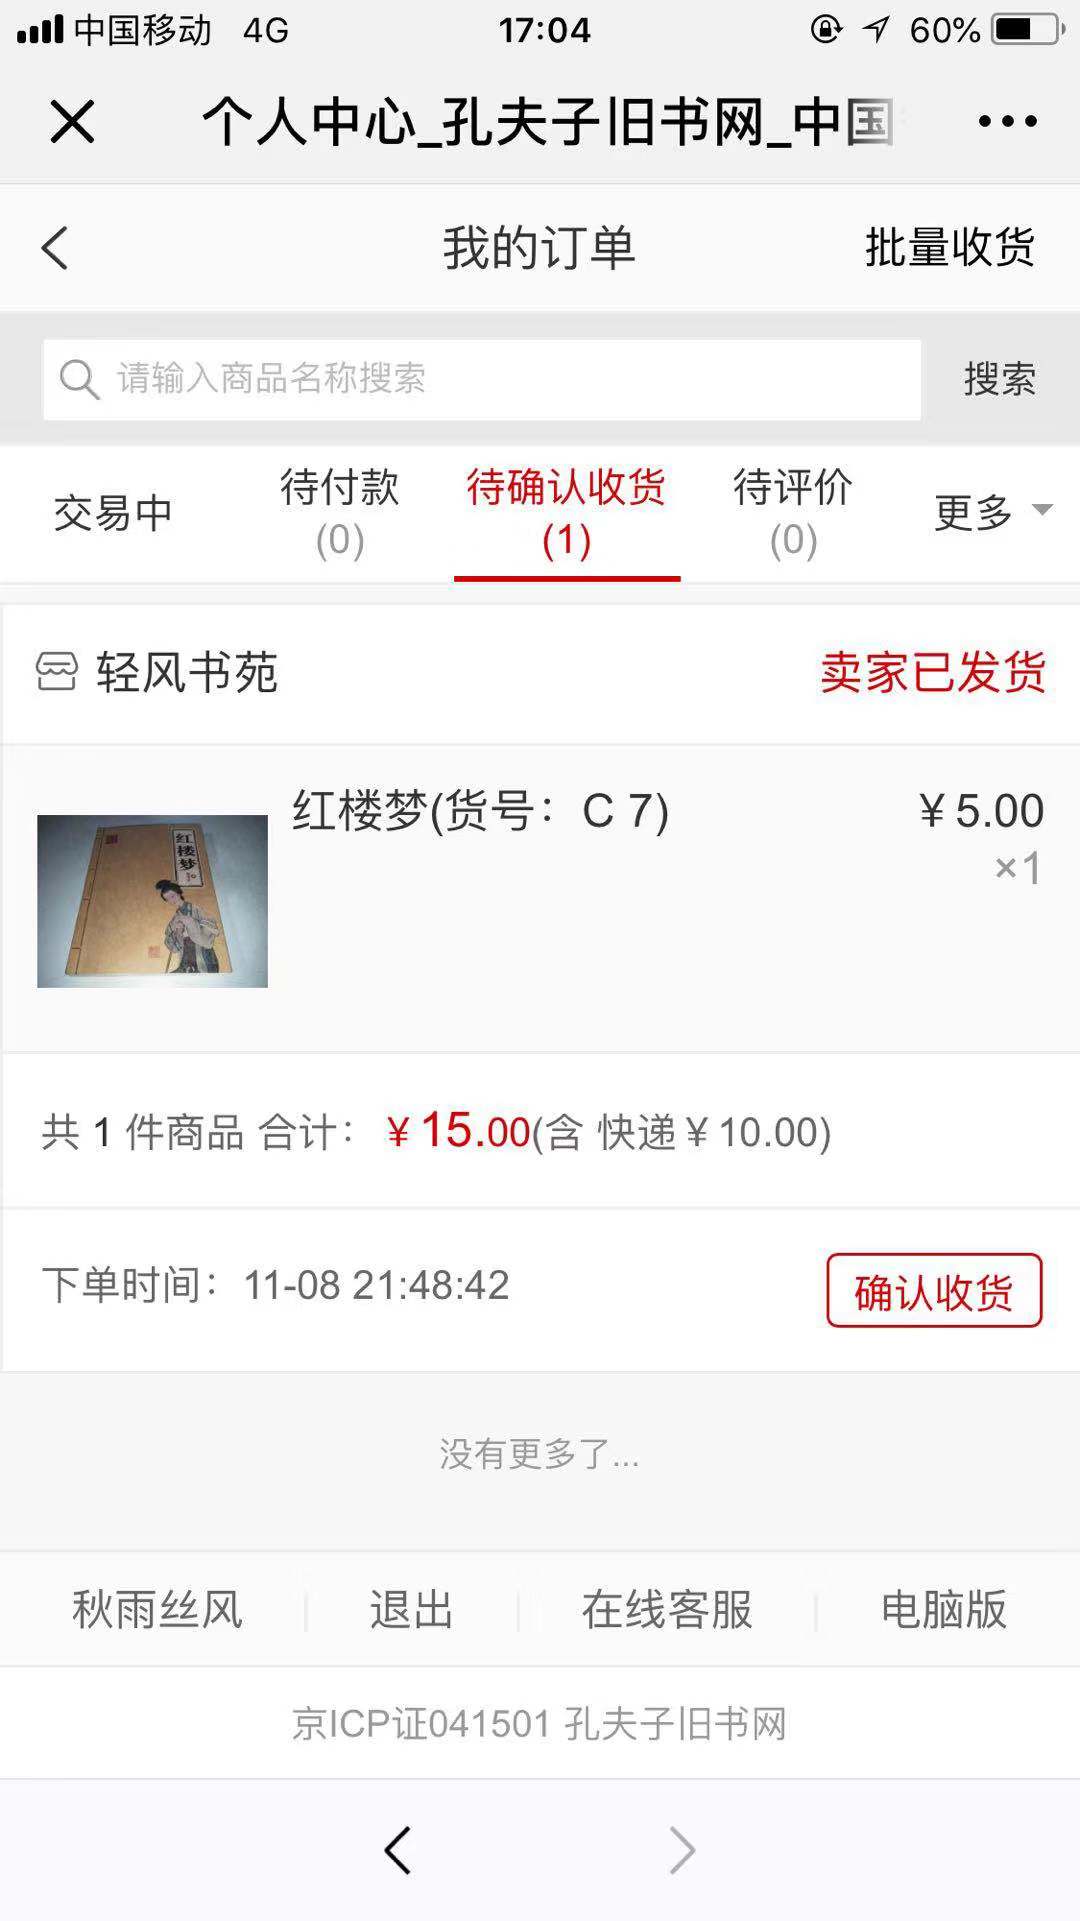 中国移动 4G 17:04 60%
个人中心_孔夫子旧书网_中国
我的订单 批量收货
请输入商品名称搜索 搜索
交易中 待付款 (0) 待确认收货 (1) 待评价 (0) 更多
轻风书苑 卖家已发货
红楼梦(货号：C 7) ¥5.00
×1
红楼梦
共 1 件商品 合计：¥15.00(含 快递¥10.00)
下单时间：11-08 21:48:42 确认收货
没有更多了...
秋雨丝风 退出 在线客服 电脑版
京ICP证041501 孔夫子旧书网